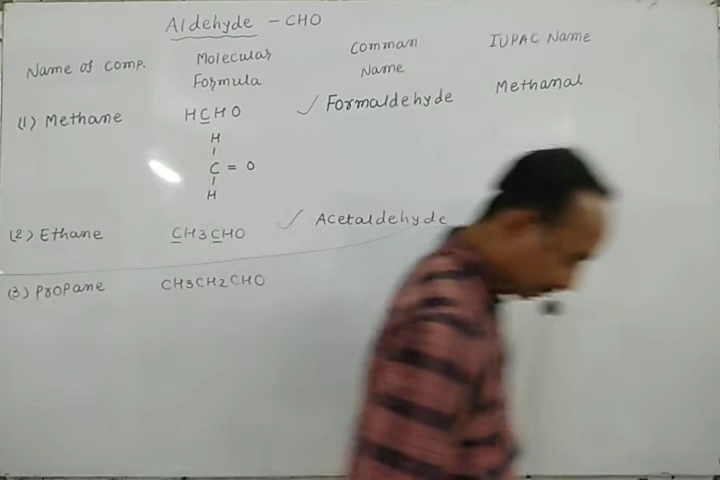 Aldehyde - CHO
Name of Comp. Molecular Formula Comman Name IUPAC Name
(1) Methane HCHO ✓ Formaldehyde Methanal
H
C = O
H
(2) Ethane CH3CHO ✓ Acetaldehyde
(3) Propane CH3CH2CHO